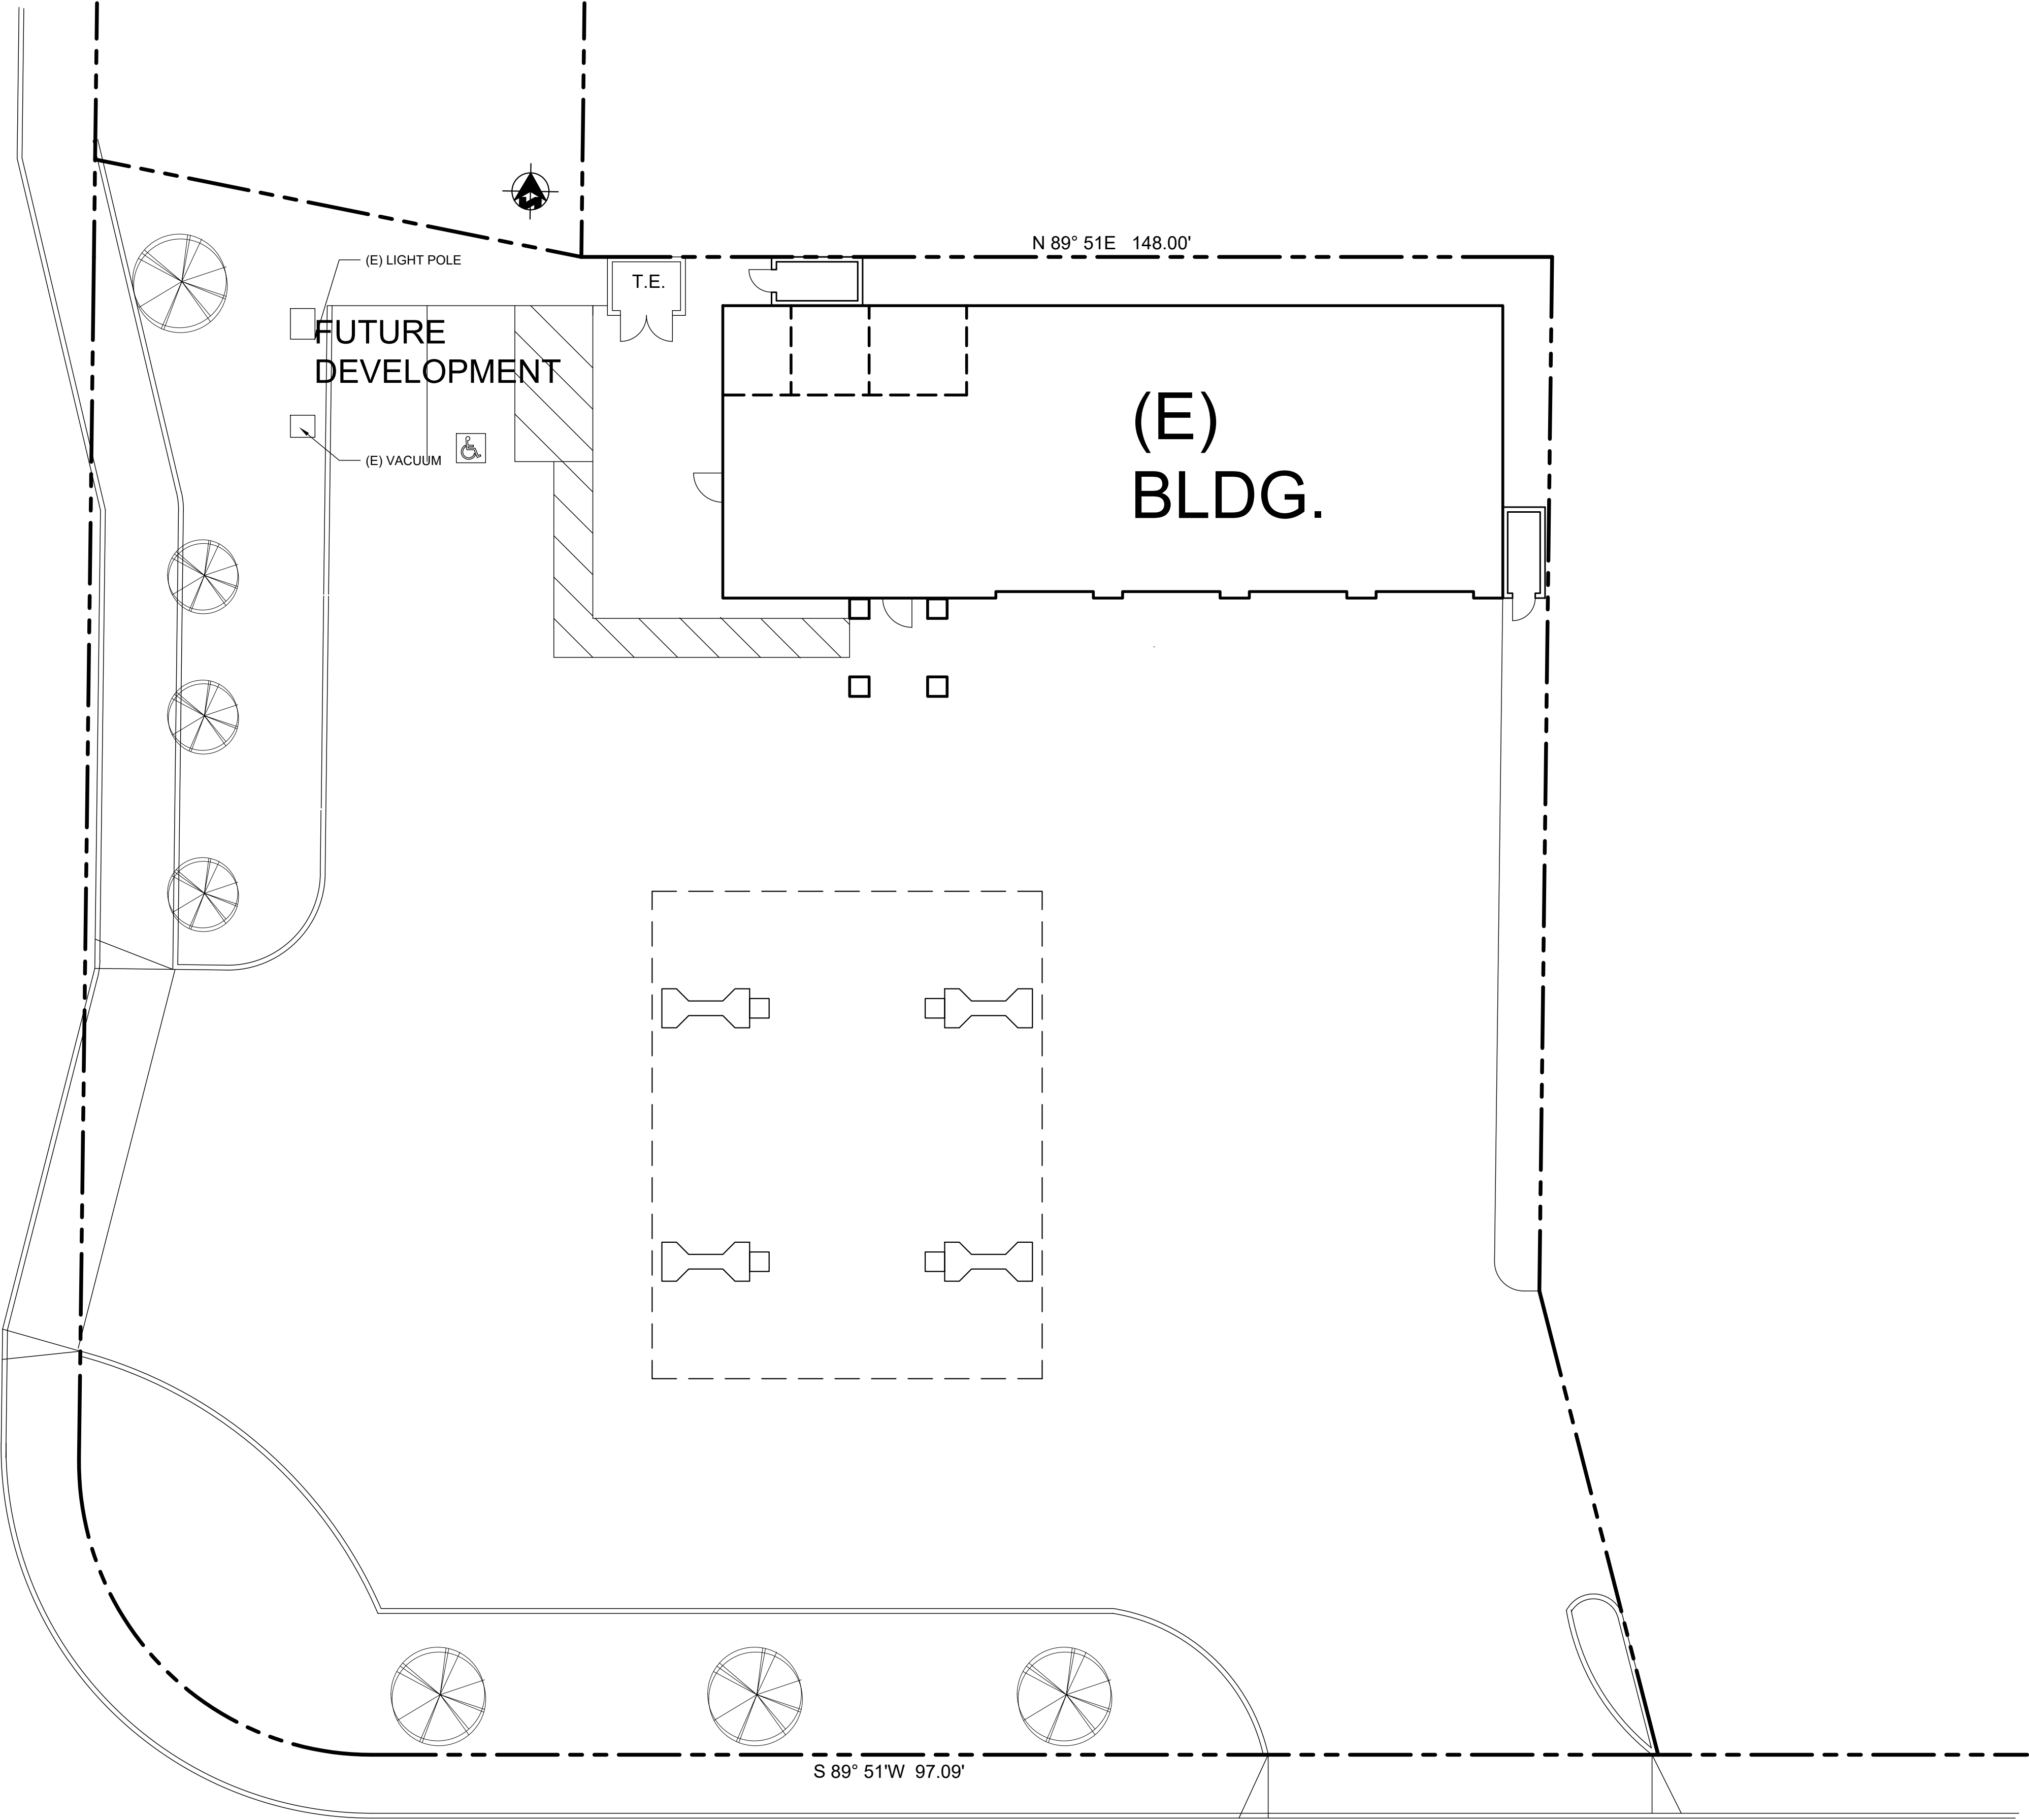 N 89° 51E 148.00'
(E) LIGHT POLE
T.E.
FUTURE
DEVELOPMENT
(E) VACUUM
(E)
BLDG.
S 89° 51'W 97.09'